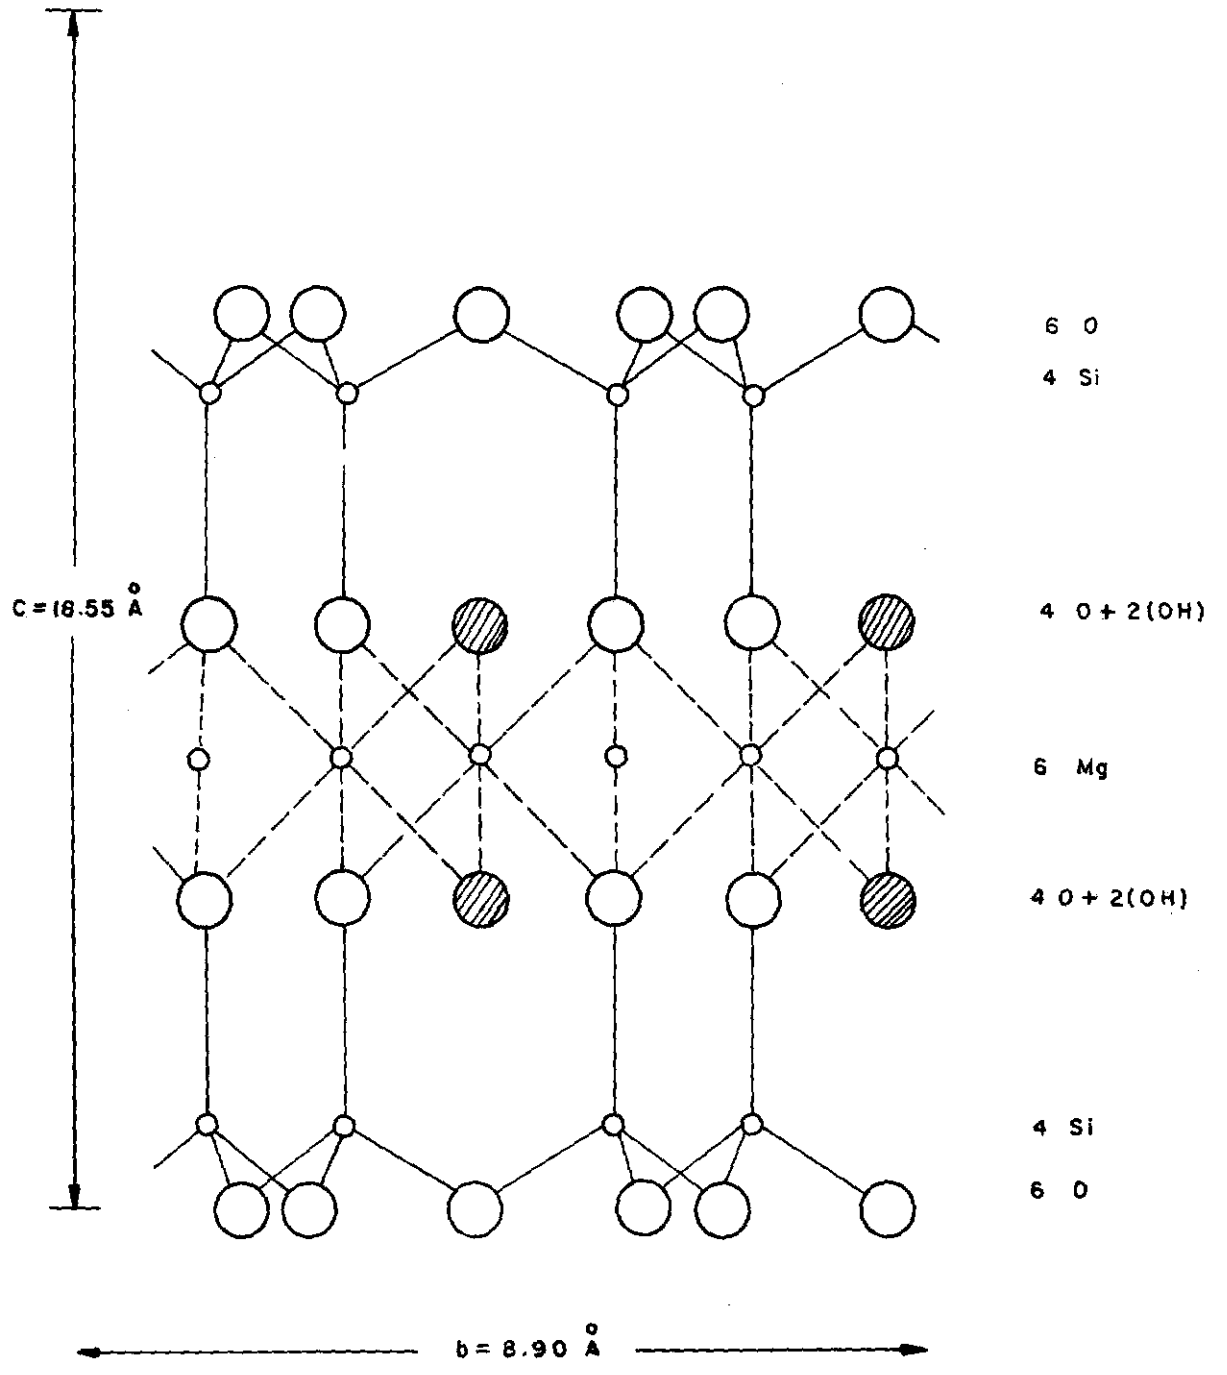 6 O
4 Si
C = 18.55 Å
4 O + 2(OH)
6 Mg
4 O + 2(OH)
4 Si
6 O
b = 8.90 Å